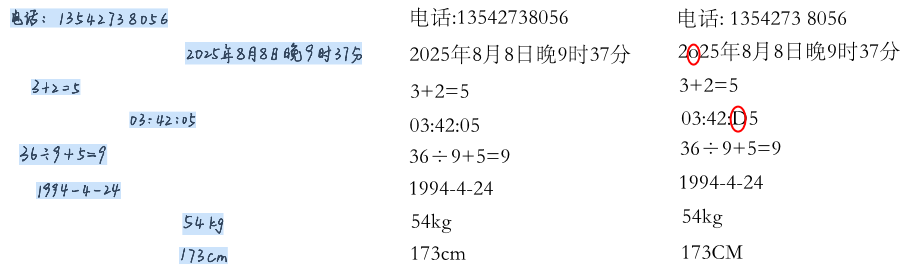 电话：13542738056 电话:13542738056 电话: 1354273 8056
2025年8月8日晚9时37分 2025年8月8日晚9时37分 2o25年8月8日晚9时37分
3+2=5 3+2=5 3+2=5
03:42:05 03:42:05 03:42:D5
36÷9+5=9 36÷9+5=9 36÷9+5=9
1994-4-24 1994-4-24 1994-4-24
54kg 54kg 54kg
173cm 173cm 173CM